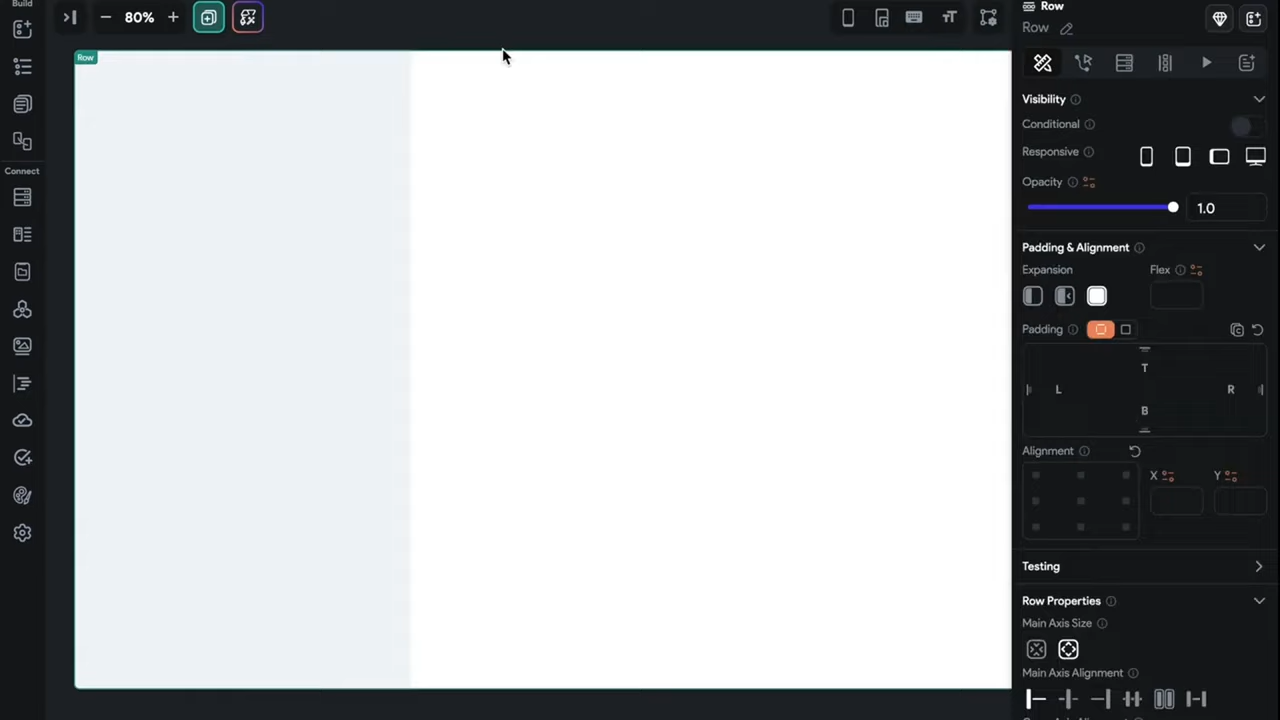 Build
80%
Row
Row
Row
Visibility
Conditional
Responsive
Opacity
1.0
Padding & Alignment
Expansion
Flex
Padding
T
L
R
B
Alignment
X
Y
Connect
Testing
Row Properties
Main Axis Size
Main Axis Alignment